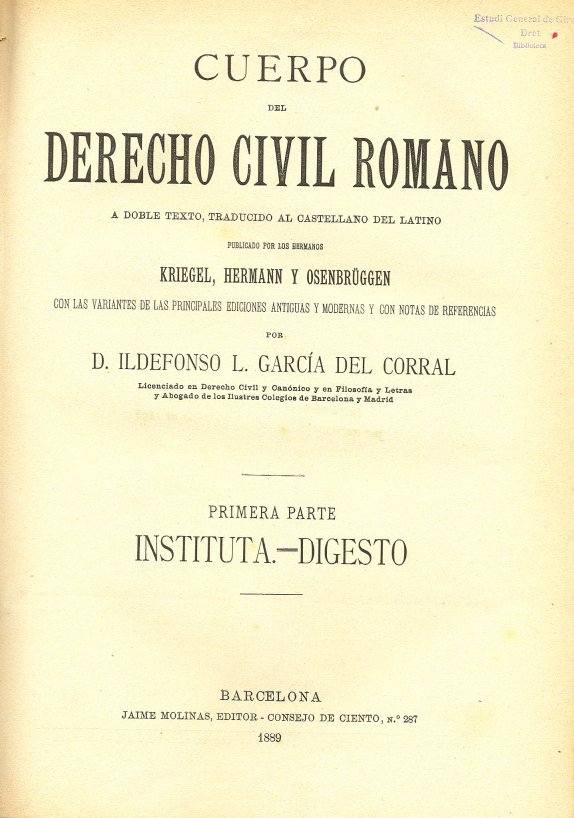 Estudi General de
Dret
Biblioteca
CUERPO
DEL
DERECHO CIVIL ROMANO
A DOBLE TEXTO, TRADUCIDO AL CASTELLANO DEL LATINO
PUBLICADO POR LOS HERMANOS
KRIEGEL, HERMANN Y OSENBRÜGGEN
CON LAS VARIANTES DE LAS PRINCIPALES EDICIONES ANTIGUAS Y MODERNAS Y CON NOTAS DE REFERENCIAS
POR
D. ILDEFONSO L. GARCÍA DEL CORRAL
Licenciado en Derecho Civil y Canónico y en Filosofía y Letras
y Abogado de los Ilustres Colegios de Barcelona y Madrid
PRIMERA PARTE
INSTITUTA.—DIGESTO
BARCELONA
JAIME MOLINAS, EDITOR - CONSEJO DE CIENTO, N.º 287
1889